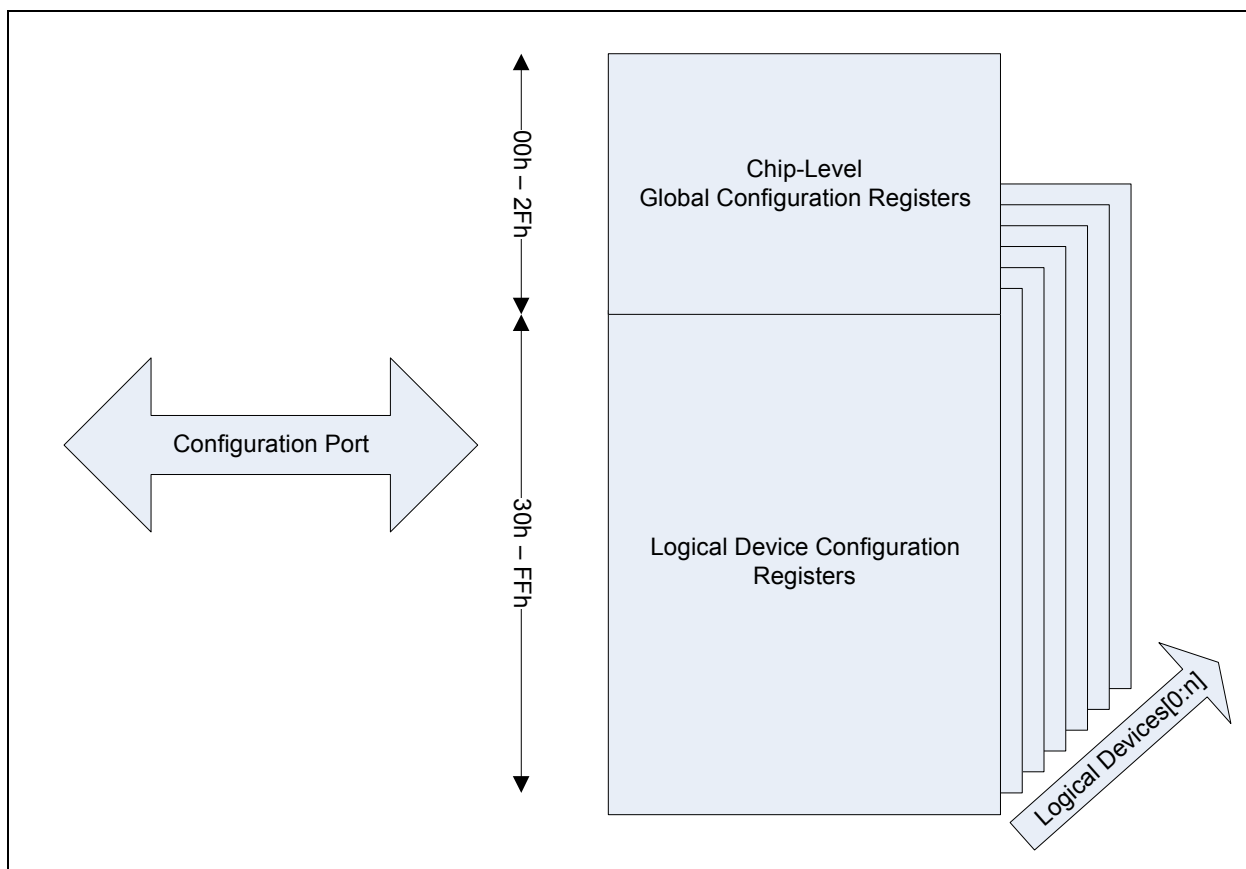 Chip-Level
Global Configuration Registers
00h – 2Fh
Configuration Port
30h – FFh
Logical Device Configuration
Registers
Logical Devices[0:n]